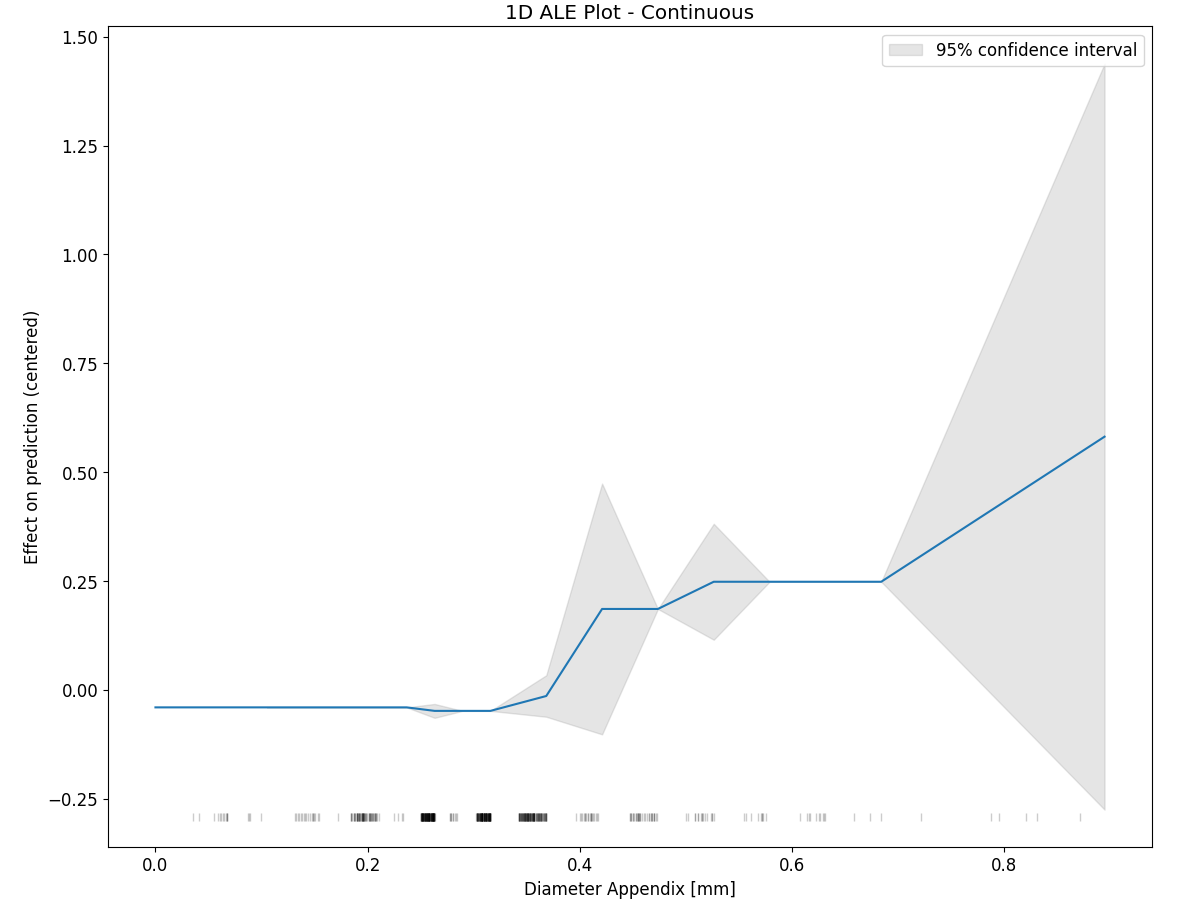 1D ALE Plot - Continuous
95% confidence interval
1.50
1.25
1.00
0.75
0.50
0.25
0.00
−0.25
Effect on prediction (centered)
0.0 0.2 0.4 0.6 0.8
Diameter Appendix [mm]